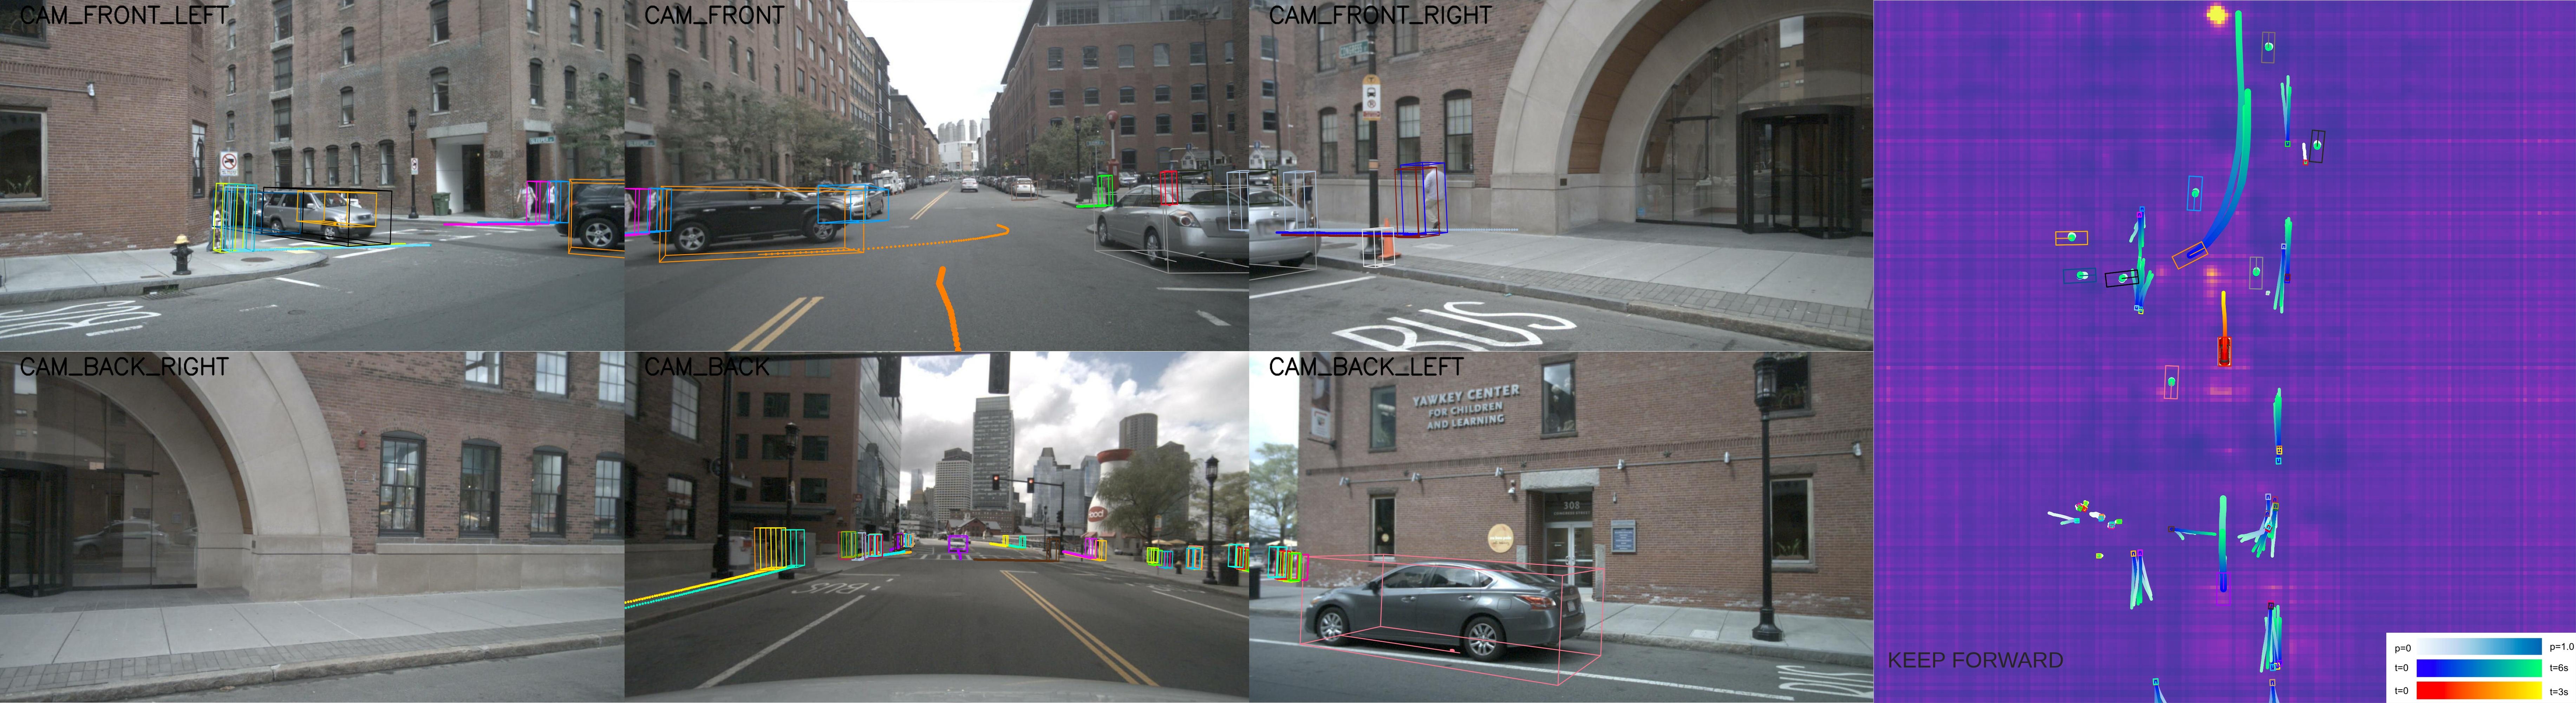 CAM_FRONT_LEFT
CAM_FRONT
CAM_FRONT_RIGHT
BUS
CAM_BACK_RIGHT
CAM_BACK
CAM_BACK_LEFT
YAWKEY CENTER
FOR CHILDREN
AND LEARNING
308
BUS
KEEP FORWARD
p=0
p=1.0
t=0
t=6s
t=0
t=3s